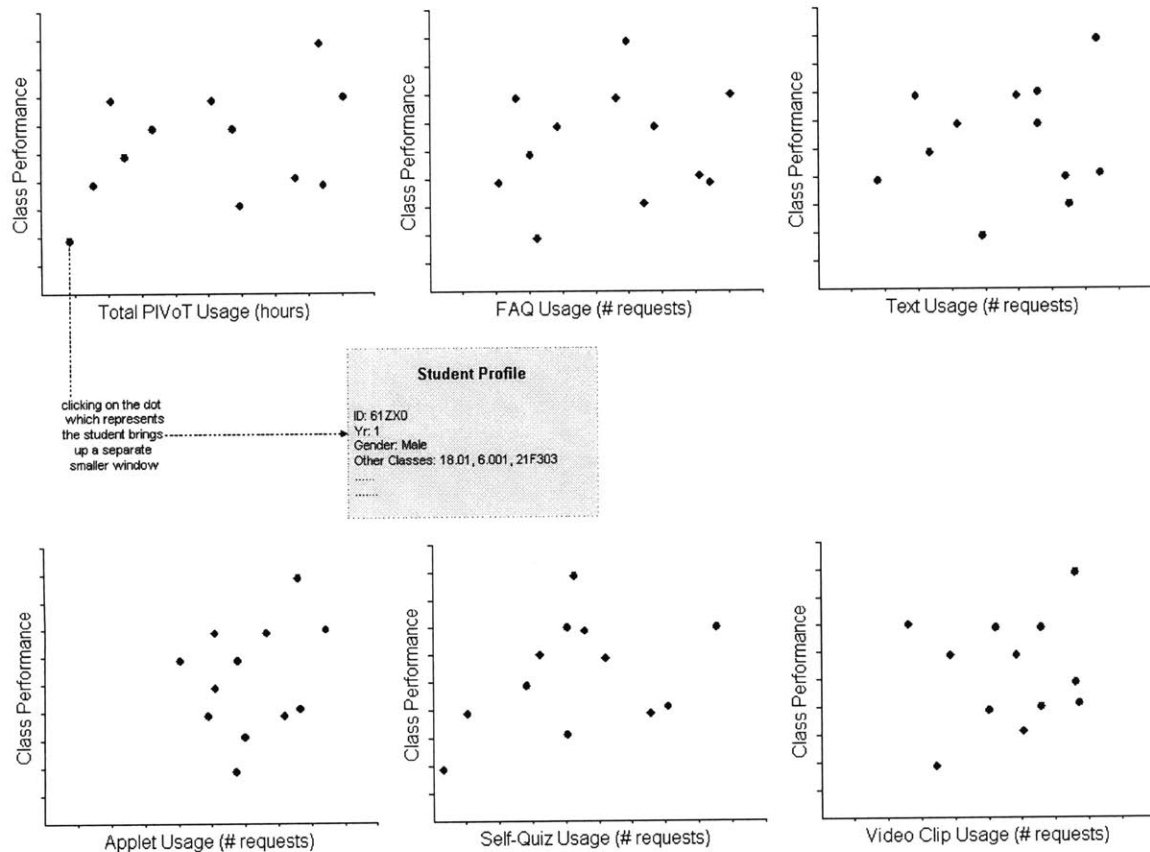 Class Performance
Total PIVoT Usage (hours)
Class Performance
FAQ Usage (# requests)
Class Performance
Text Usage (# requests)
clicking on the dot
which represents
the student brings
up a separate
smaller window
Student Profile
ID: 61ZX0
Yr: 1
Gender: Male
Other Classes: 18.01, 6.001, 21F303
......
.......
Class Performance
Applet Usage (# requests)
Class Performance
Self-Quiz Usage (# requests)
Class Performance
Video Clip Usage (# requests)